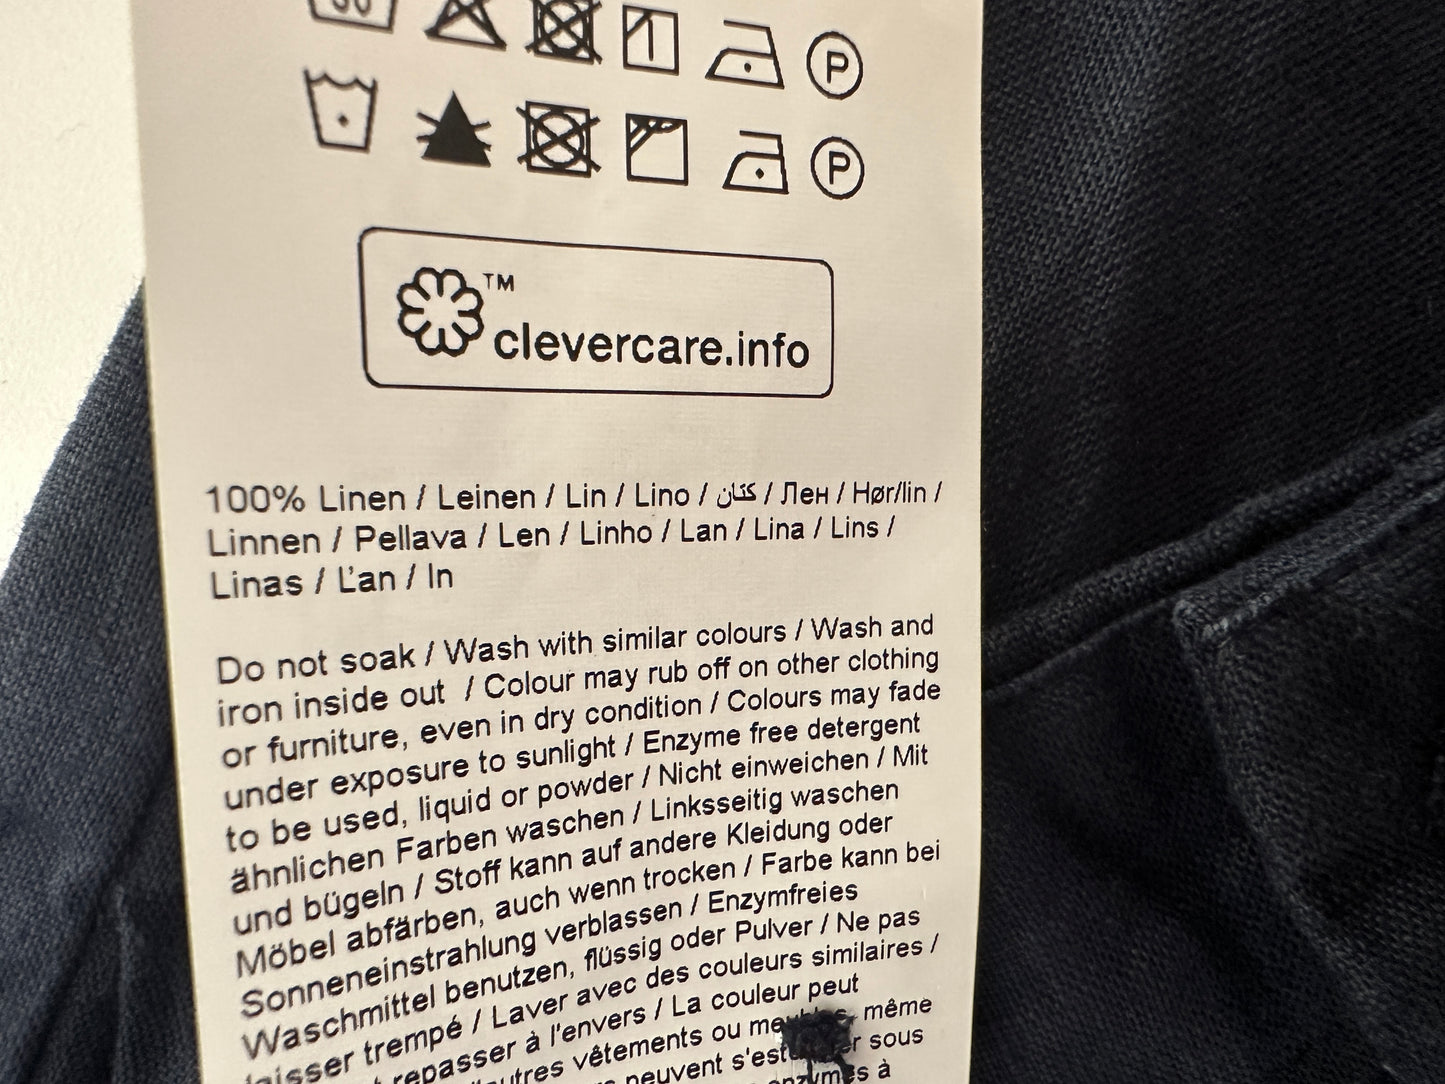 P
P
TM
clevercare.info
100% Linen / Leinen / Lin / Lino / كتان / Лен / Hør/lin /
Linnen / Pellava / Len / Linho / Lan / Lina / Lins /
Linas / Ľan / In
Do not soak / Wash with similar colours / Wash and
iron inside out / Colour may rub off on other clothing
or furniture, even in dry condition / Colours may fade
under exposure to sunlight / Enzyme free detergent
to be used, liquid or powder / Nicht einweichen / Mit
ähnlichen Farben waschen / Linksseitig waschen
und bügeln / Stoff kann auf andere Kleidung oder
Möbel abfärben, auch wenn trocken / Farbe kann bei
Sonneneinstrahlung verblassen / Enzymfreies
Waschmittel benutzen, flüssig oder Pulver / Ne pas
laisser trempé / Laver avec des couleurs similaires /
repasser à l'envers / La couleur peut
vêtements ou même
peuvent sous
à